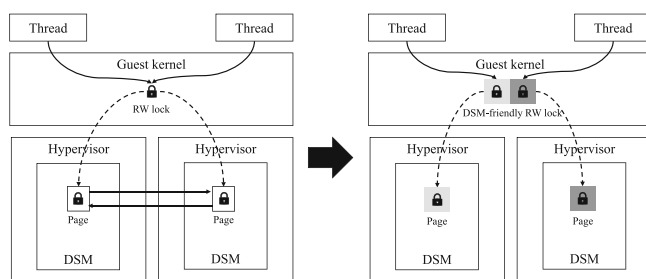 Thread Thread
Guest kernel
RW lock
Hypervisor Hypervisor
Page Page
DSM DSM
Thread Thread
Guest kernel
DSM-friendly RW lock
Hypervisor Hypervisor
Page Page
DSM DSM